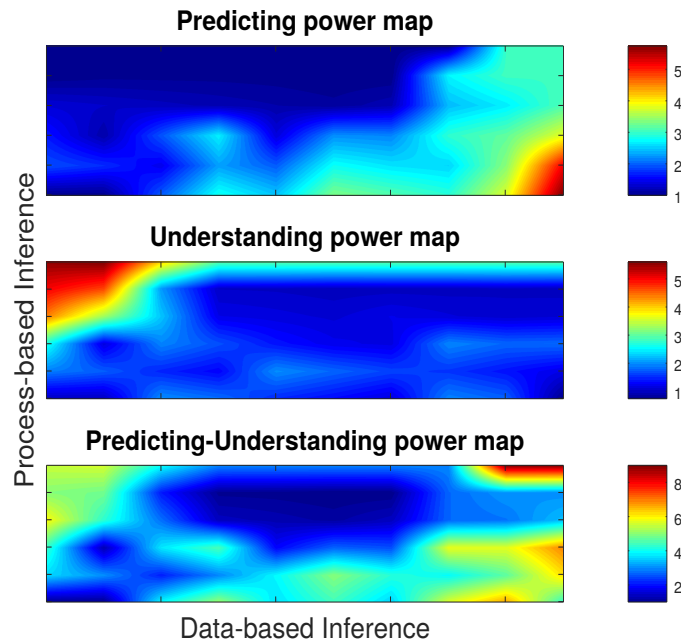 Predicting power map
5
4
3
2
1
Understanding power map
5
4
3
2
1
Predicting-Understanding power map
8
6
4
2
Process-based Inference
Data-based Inference